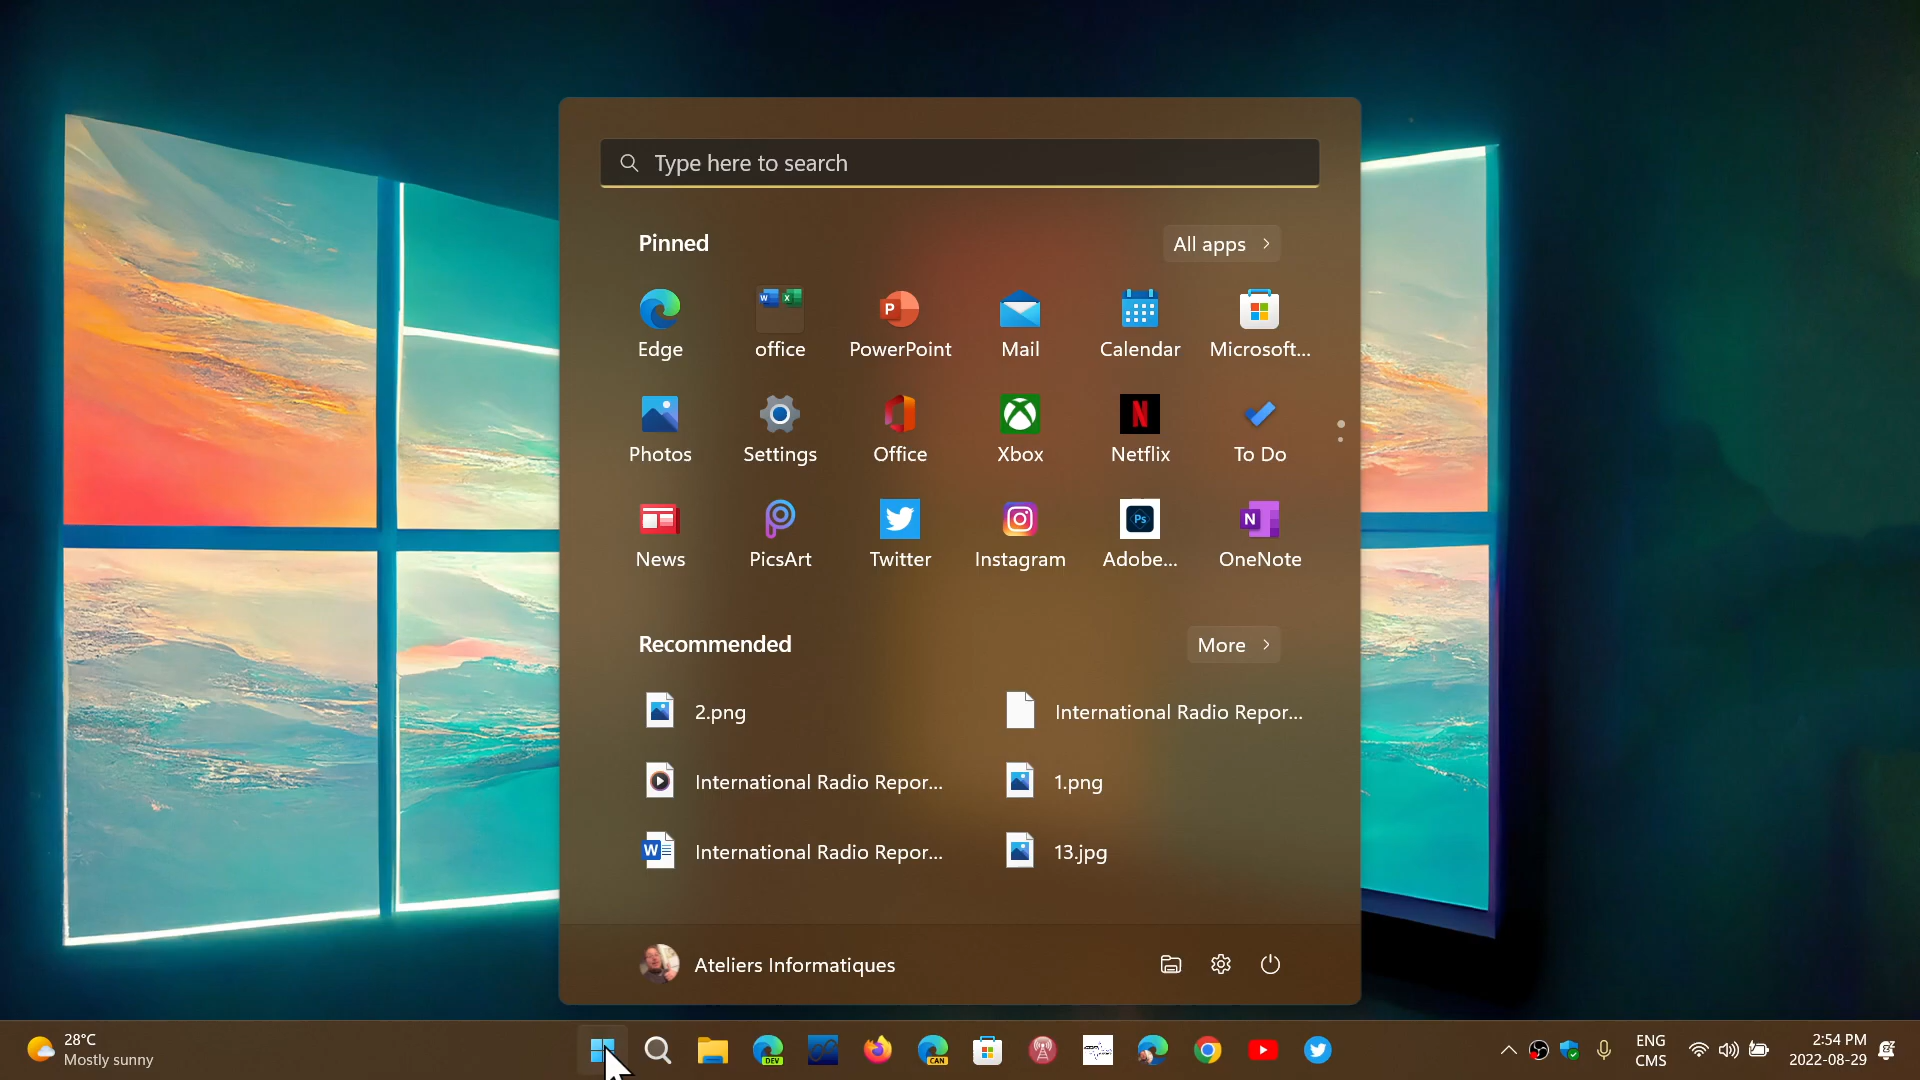 Type here to search
Pinned
All apps
Edge
office
PowerPoint
Mail
Calendar
Microsoft...
Photos
Settings
Office
Xbox
Netflix
To Do
News
PicsArt
Twitter
Instagram
Adobe...
OneNote
Recommended
More
2.png
International Radio Repor...
International Radio Repor...
1.png
International Radio Repor...
13.jpg
Ateliers Informatiques
28°C
Mostly sunny
DEV
CAN
ENG
CMS
2:54 PM
2022-08-29